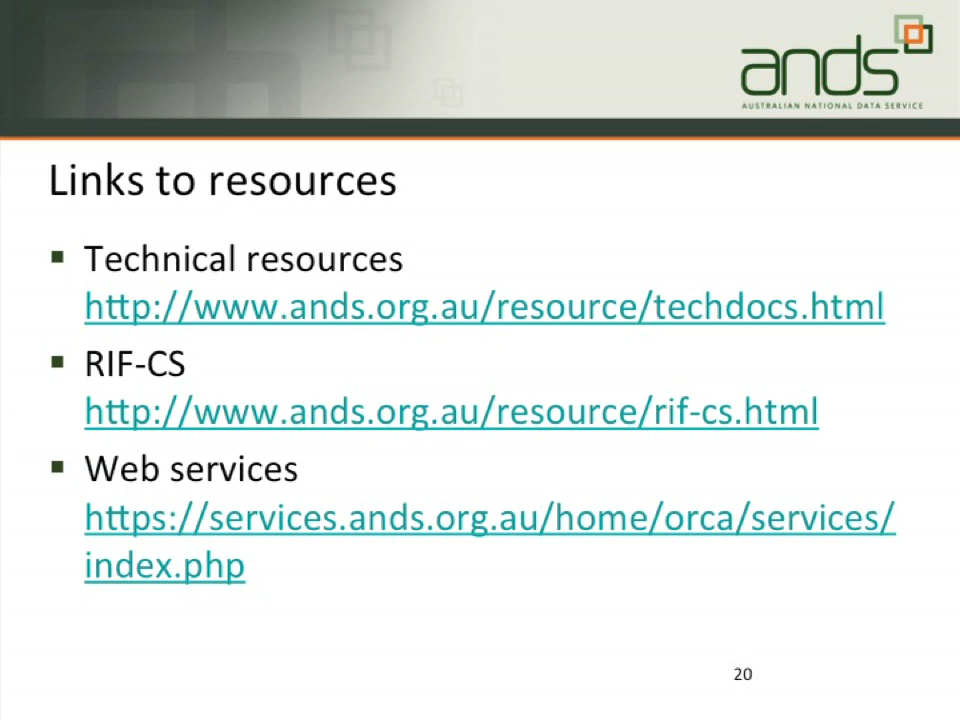 ands
AUSTRALIAN NATIONAL DATA SERVICE
Links to resources
▪ Technical resources
http://www.ands.org.au/resource/techdocs.html
▪ RIF-CS
http://www.ands.org.au/resource/rif-cs.html
▪ Web services
https://services.ands.org.au/home/orca/services/
index.php
20